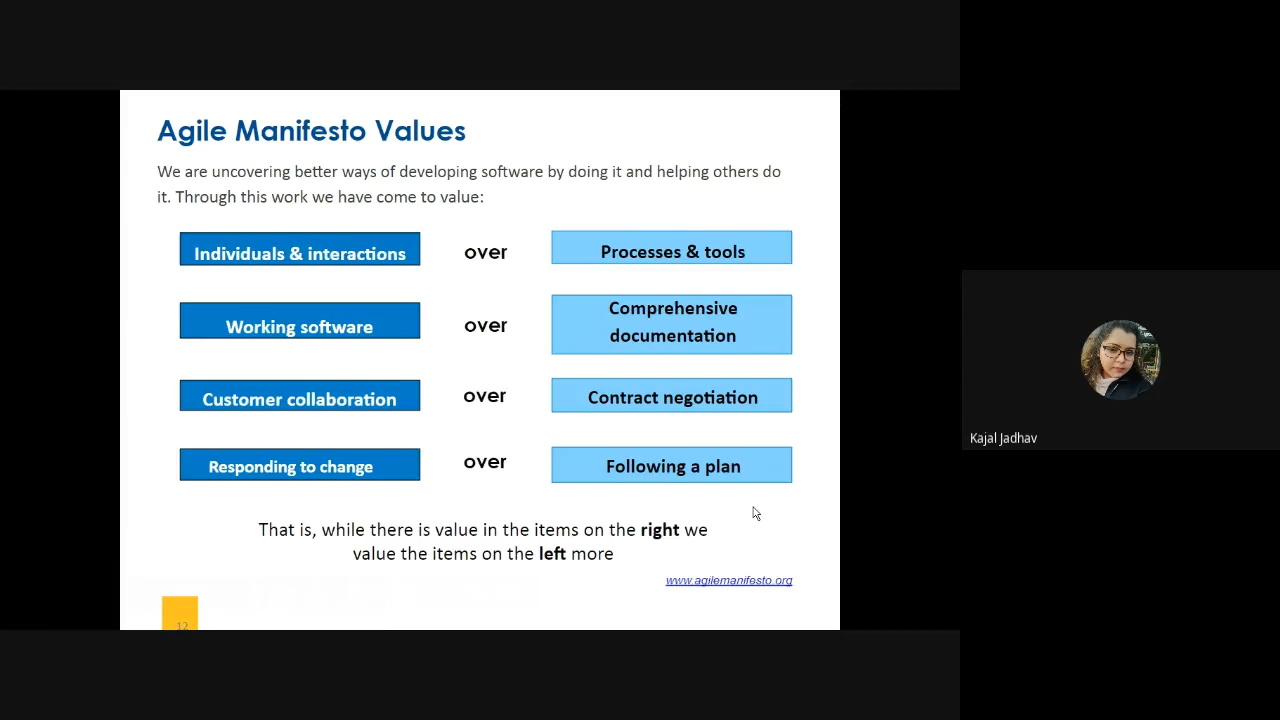 Agile Manifesto Values
We are uncovering better ways of developing software by doing it and helping others do
it. Through this work we have come to value:
Individuals & interactions over Processes & tools
Working software over Comprehensive
documentation
Customer collaboration over Contract negotiation
Responding to change over Following a plan
That is, while there is value in the items on the right we
value the items on the left more
www.agilemanifesto.org
12
Kajal Jadhav